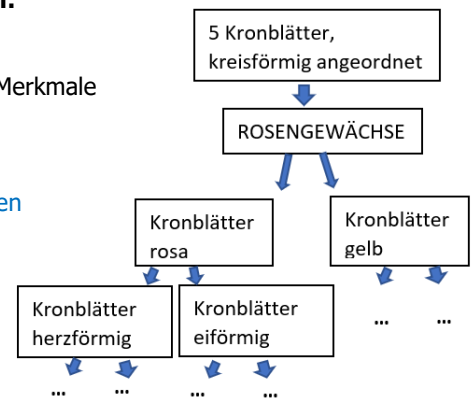 5 Kronblätter,
kreisförmig angeordnet
Merkmale
ROSENGEWÄCHSE
en
Kronblätter
rosa
Kronblätter
gelb
Kronblätter
herzförmig
Kronblätter
eiförmig
... ...
... ... ... ...